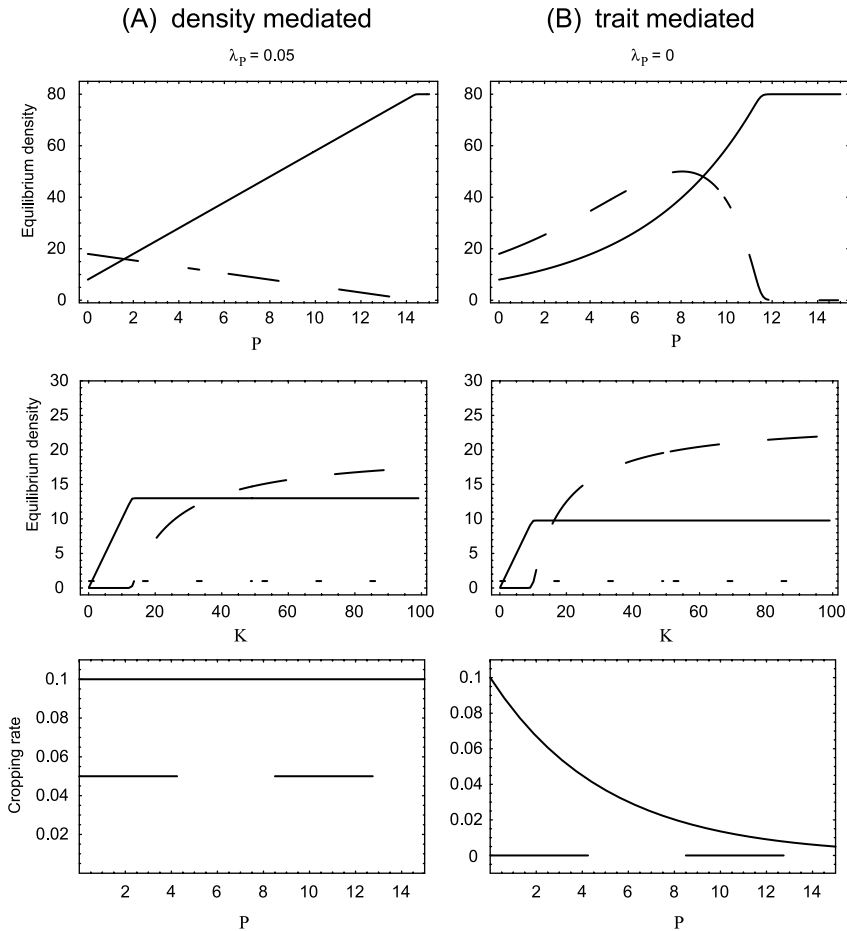 (A) density mediated
(B) trait mediated
λP = 0.05
λP = 0
Equilibrium density
80
60
40
20
0
0 2 4 6 8 10 12 14
P
80
60
40
20
0
0 2 4 6 8 10 12 14
P
Equilibrium density
30
25
20
15
10
5
0
0 20 40 60 80 100
K
30
25
20
15
10
5
0
0 20 40 60 80 100
K
Cropping rate
0.1
0.08
0.06
0.04
0.02
2 4 6 8 10 12 14
P
0.1
0.08
0.06
0.04
0.02
0
2 4 6 8 10 12 14
P